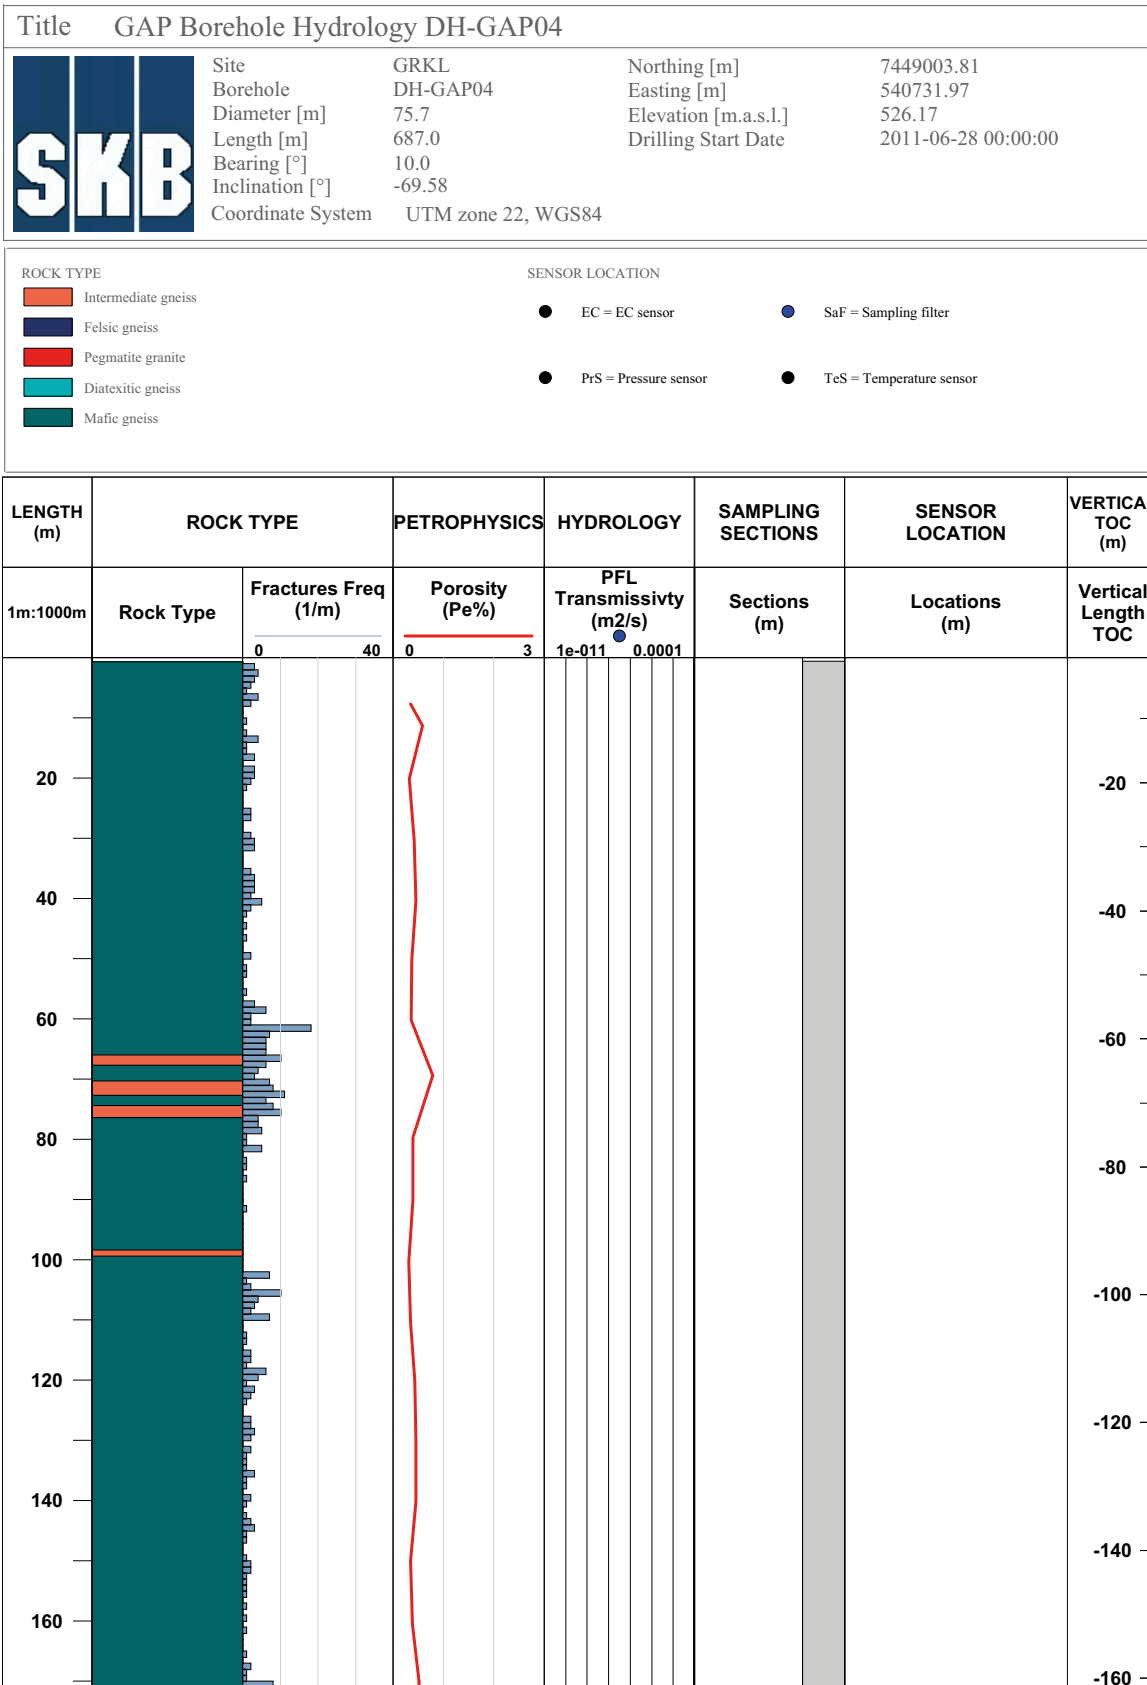 Title GAP Borehole Hydrology DH-GAP04
SKB
Site GRKL Northing [m] 7449003.81
Borehole DH-GAP04 Easting [m] 540731.97
Diameter [m] 75.7 Elevation [m.a.s.l.] 526.17
Length [m] 687.0 Drilling Start Date 2011-06-28 00:00:00
Bearing [°] 10.0
Inclination [°] -69.58
Coordinate System UTM zone 22, WGS84
ROCK TYPE
Intermediate gneiss
Felsic gneiss
Pegmatite granite
Diatexitic gneiss
Mafic gneiss
SENSOR LOCATION
EC = EC sensor SaF = Sampling filter
PrS = Pressure sensor TeS = Temperature sensor
LENGTH
(m)
ROCK TYPE
PETROPHYSICS
HYDROLOGY
SAMPLING
SECTIONS
SENSOR
LOCATION
VERTICA
TOC
(m)
1m:1000m
Rock Type
Fractures Freq
(1/m)
0 40
Porosity
(Pe%)
0 3
PFL
Transmissivty
(m2/s)
1e-011 0.0001
Sections
(m)
Locations
(m)
Vertical
Length
TOC
20
40
60
80
100
120
140
160
-20
-40
-60
-80
-100
-120
-140
-160